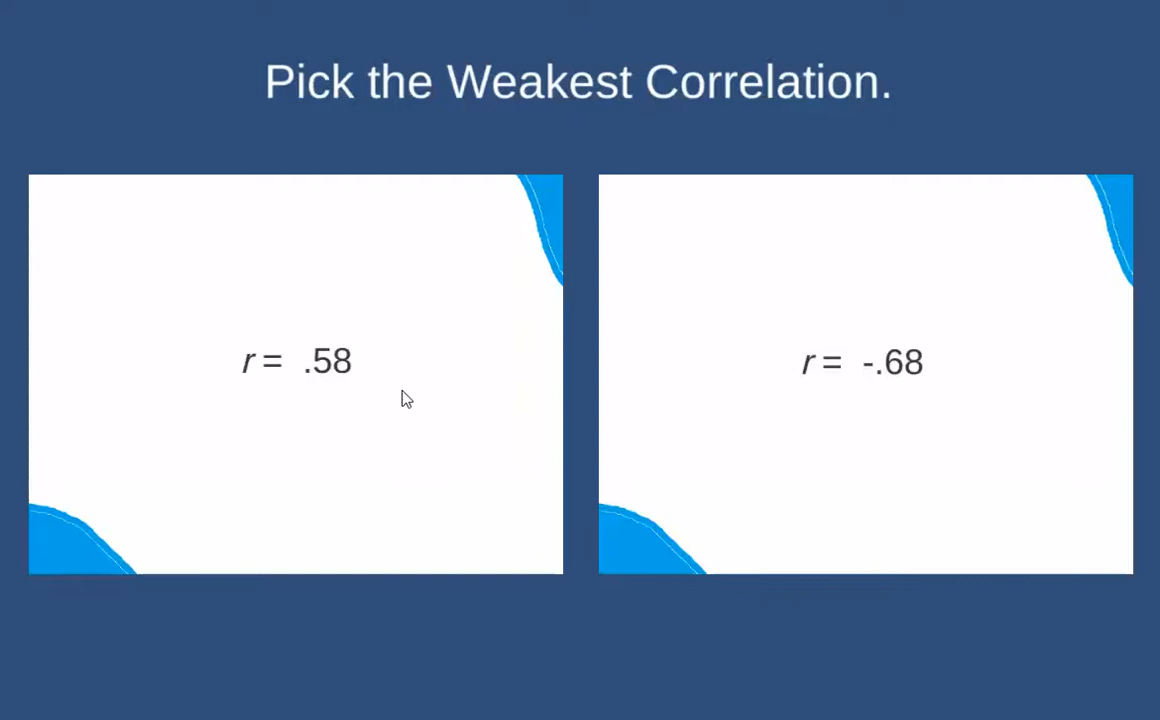 Pick the Weakest Correlation.
r = .58
r = -.68